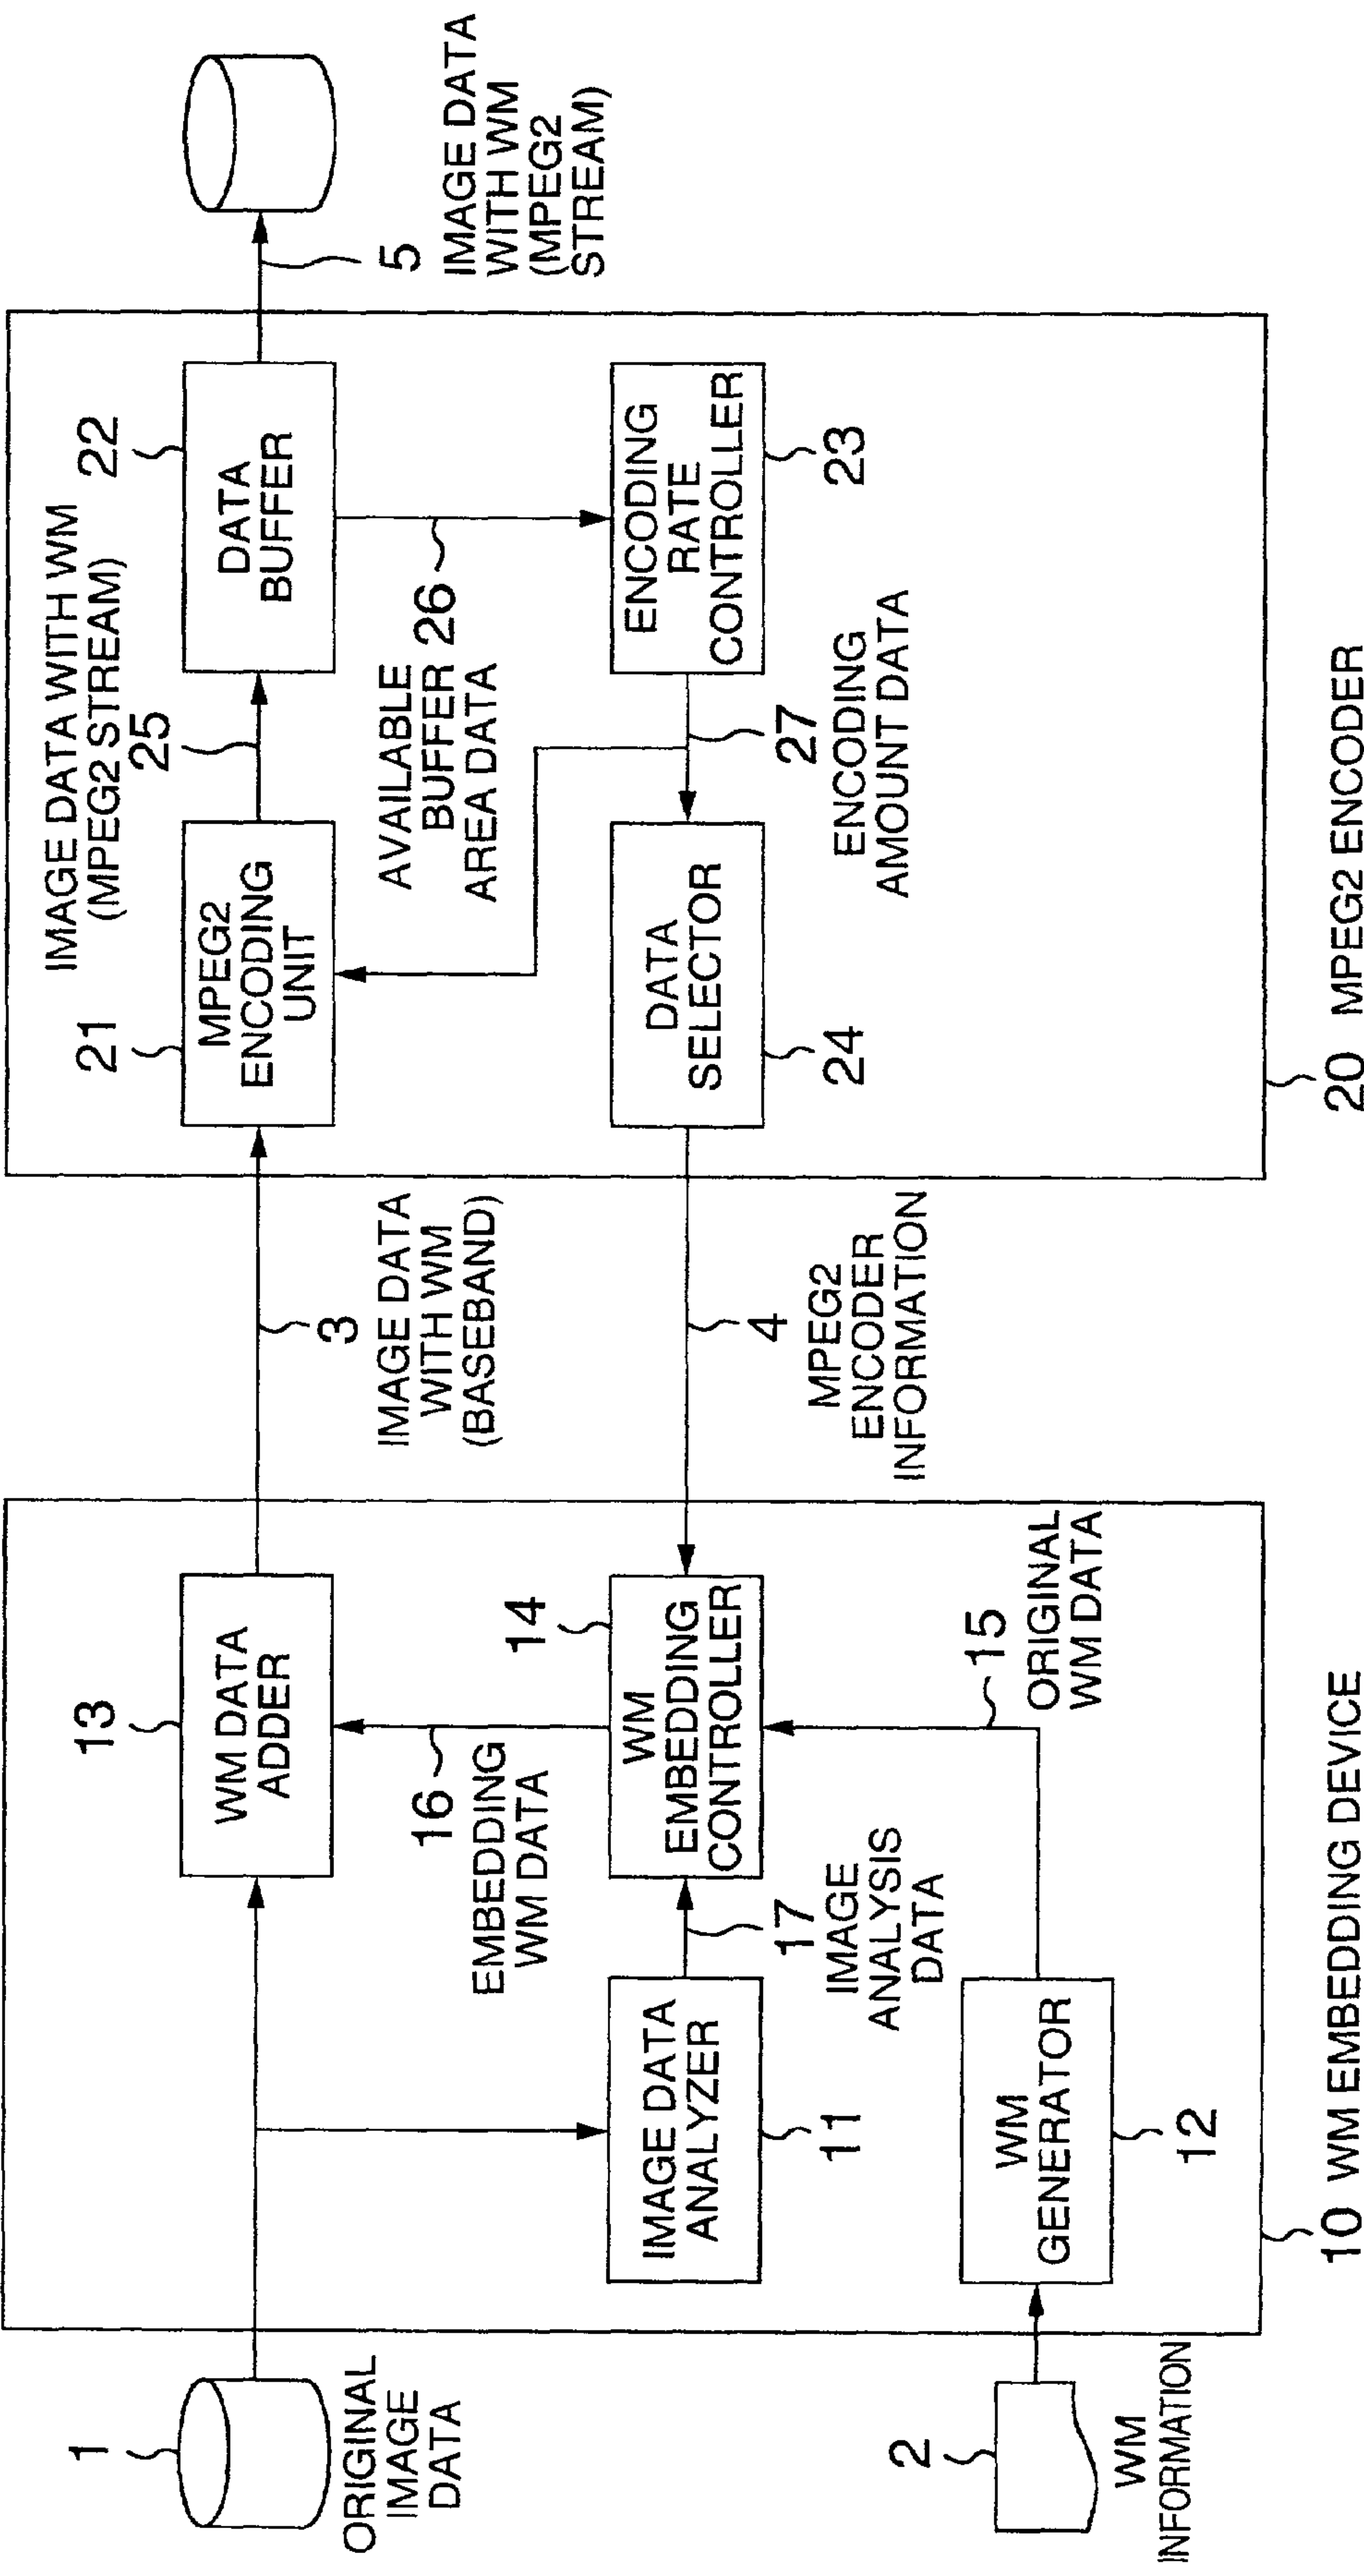 1
ORIGINAL
IMAGE
DATA
2
WM
INFORMATION
10 WM EMBEDDING DEVICE
13
WM DATA
ADDER
16
EMBEDDING
WM DATA
14
WM
EMBEDDING
CONTROLLER
IMAGE DATA
ANALYZER
11
17
IMAGE
ANALYSIS
DATA
15
ORIGINAL
WM DATA
WM
GENERATOR
12
3
IMAGE DATA
WITH WM
(BASEBAND)
4
MPEG2
ENCODER
INFORMATION
20 MPEG2 ENCODER
IMAGE DATA WITH WM
(MPEG2 STREAM)
21
MPEG2
ENCODING
UNIT
25
22
DATA
BUFFER
AVAILABLE
BUFFER 26
AREA DATA
DATA
SELECTOR
24
27
ENCODING
AMOUNT DATA
ENCODING
RATE
CONTROLLER
23
5
IMAGE DATA
WITH WM
(MPEG2
STREAM)